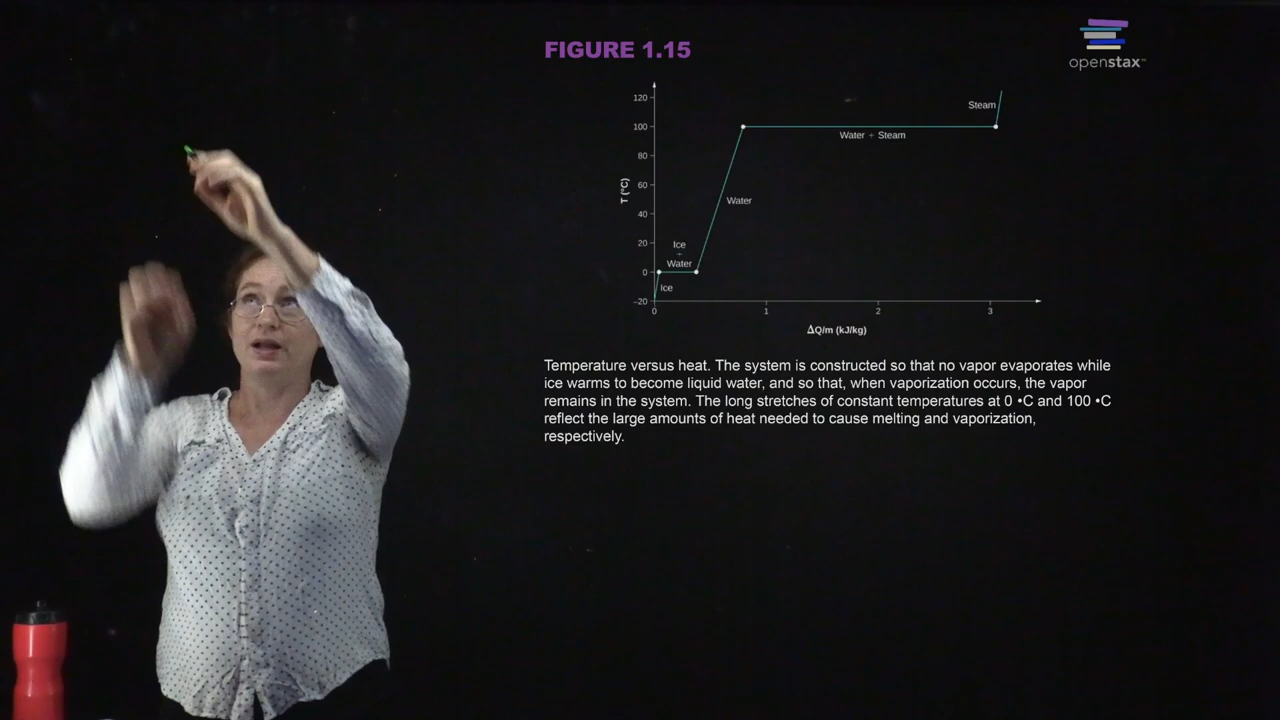 FIGURE 1.15
openstax™
120
100
80
60
40
20
0
–20
T (°C)
Steam
Water + Steam
Water
Ice
+
Water
Ice
0 1 2 3
ΔQ/m (kJ/kg)
Temperature versus heat. The system is constructed so that no vapor evaporates while
ice warms to become liquid water, and so that, when vaporization occurs, the vapor
remains in the system. The long stretches of constant temperatures at 0 •C and 100 •C
reflect the large amounts of heat needed to cause melting and vaporization,
respectively.